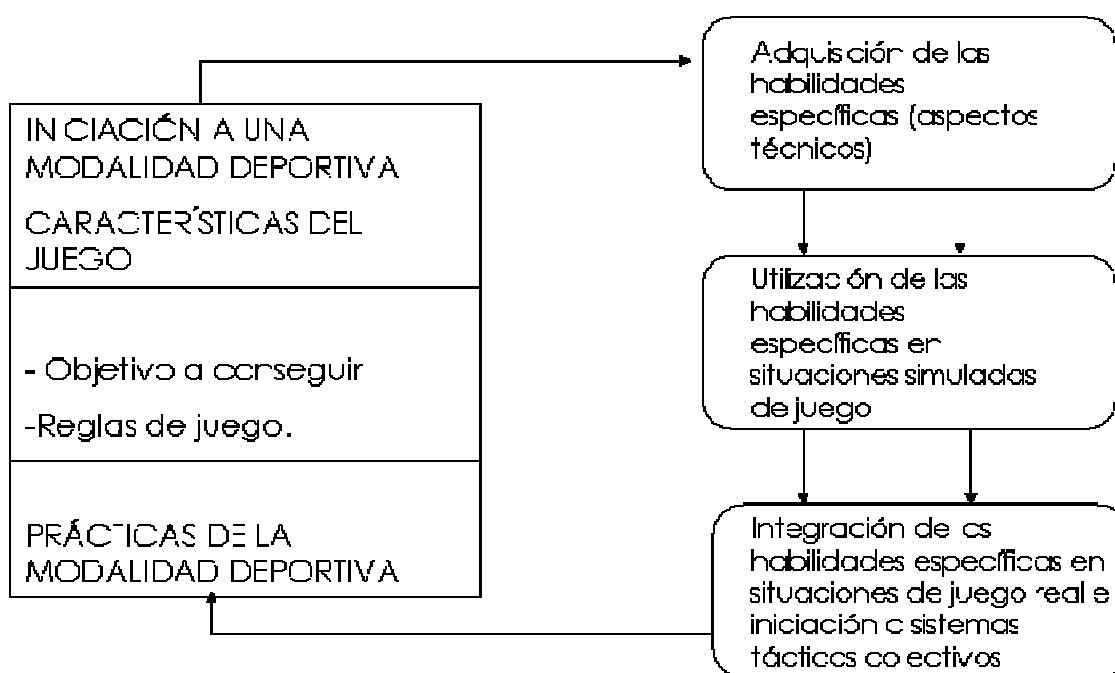 INICIACIÓN A UNA
MODALIDAD DEPORTIVA
CARACTERÍSTICAS DEL
JUEGO
- Objetivo a conseguir
-Reglas de juego.
PRÁCTICAS DE LA
MODALIDAD DEPORTIVA
Adquisción de las
habilidades
específicas (aspectos
técnicos)
Utilización de las
habilidades
específicas en
situaciones simuladas
de juego
Integración de las
habilidades específicas en
situaciones de juego real e
iniciación a sistemas
tácticos colectivos